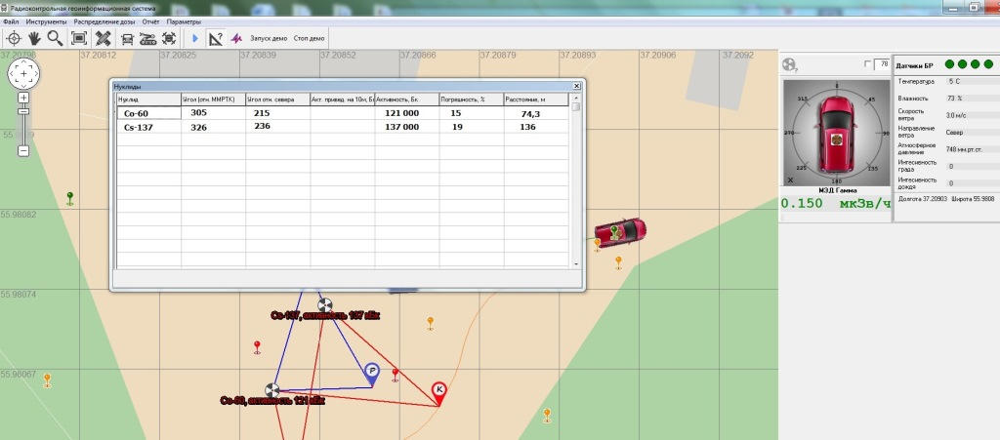 Радиоконтрольная геоинформационная система
Файл Инструменты Распределение дозы Отчёт Параметры
Запуск демо Стоп демо
37.20798 37.20812 37.20825 37.20839 37.20852 37.20866 37.20879 37.20893 37.20906 37.2092
Нуклиды
Нуклид Угол (отн. ММРТК) Угол отн. севера Акт. привед. на 10м, Бк Активность, Бк Погрешность, % Расстояние, м
Co-60 305 215 121 000 15 74,3
Cs-137 326 236 137 000 19 136
55.98082
55.98074
55.98067
Cs-137, активность 137 кБк
Co-60, активность 121 кБк
P
K
78
315 0 45
270 90
225 180 135
X
МЭД Гамма
0.150 мкЗв/ч
Датчики БР
Температура 5 C
Влажность 73 %
Скорость ветра 3.0 м/с
Направление ветра Север
Атмосферное давление 748 мм.рт.ст.
Интесивность града 0
Интесивность дождя 0
Долгота 37.20903 Широта 55.9808